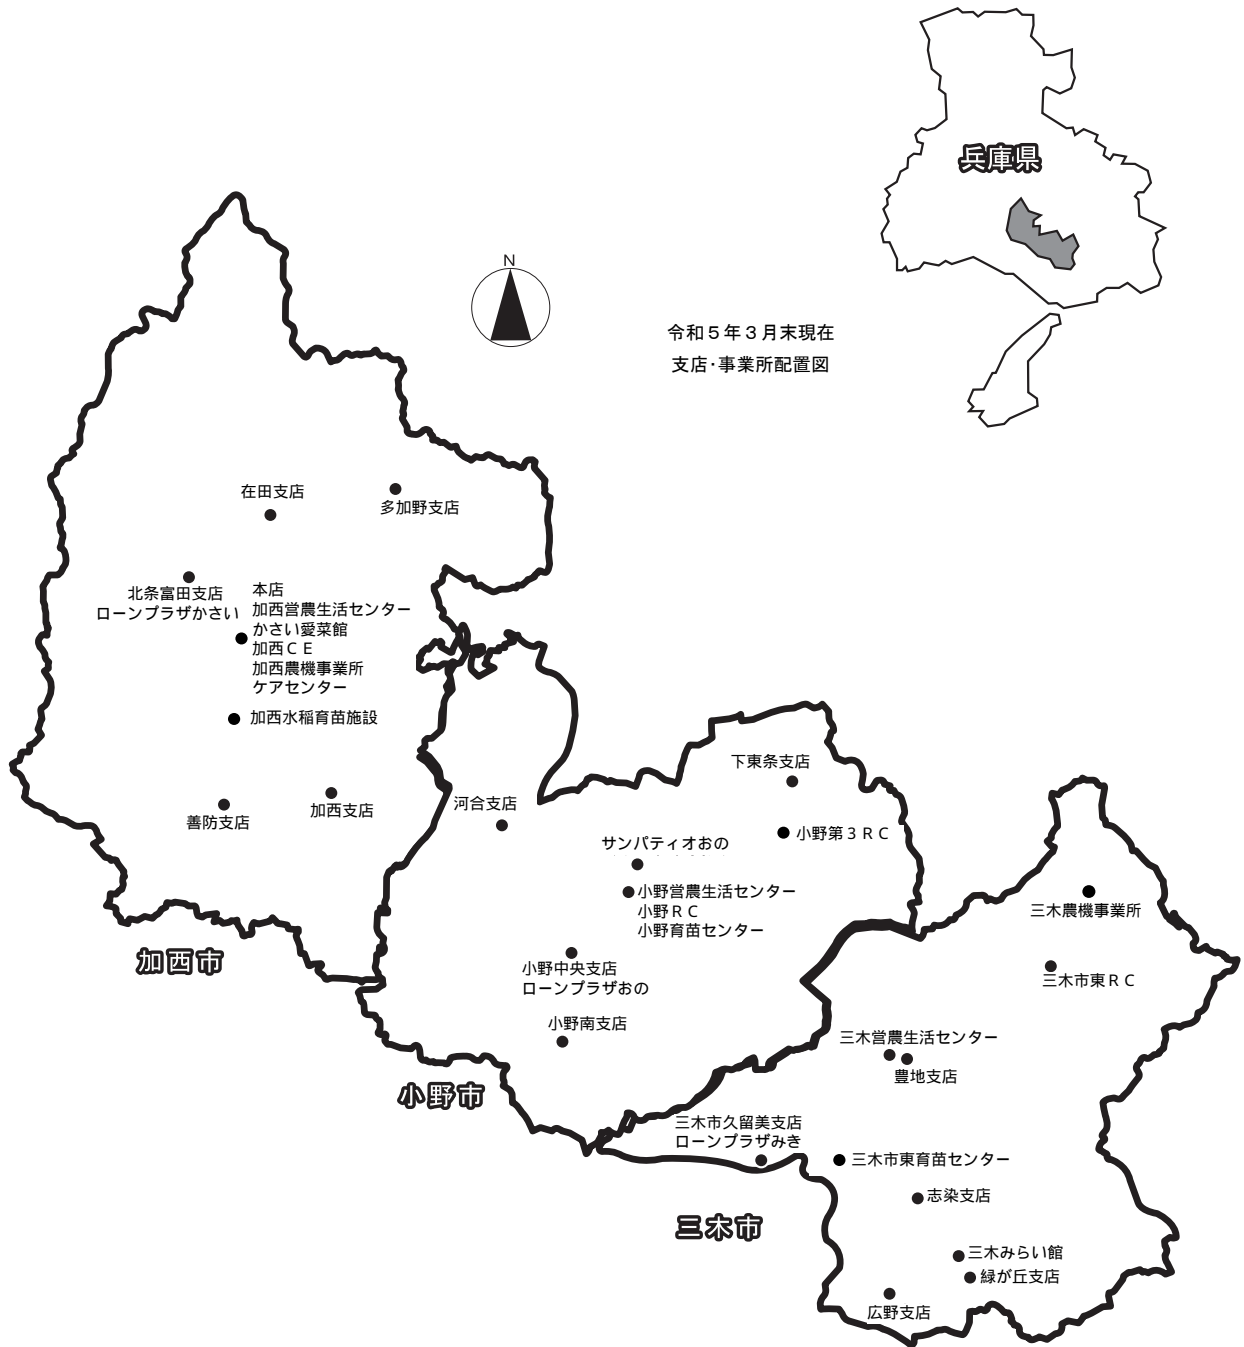 兵庫県
N
令和５年３月末現在
支店･事業所配置図
在田支店
多加野支店
北条富田支店
ローンプラザかさい
本店
加西営農生活センター
かさい愛菜館
加西ＣＥ
加西農機事業所
ケアセンター
加西水稲育苗施設
善防支店
加西支店
加西市
河合支店
下東条支店
小野第３ＲＣ
サンパティオおの
小野営農生活センター
小野ＲＣ
小野育苗センター
小野中央支店
ローンプラザおの
小野南支店
小野市
三木農機事業所
三木市東ＲＣ
三木営農生活センター
豊地支店
三木市久留美支店
ローンプラザみき
三木市東育苗センター
志染支店
三木市
三木みらい館
緑が丘支店
広野支店